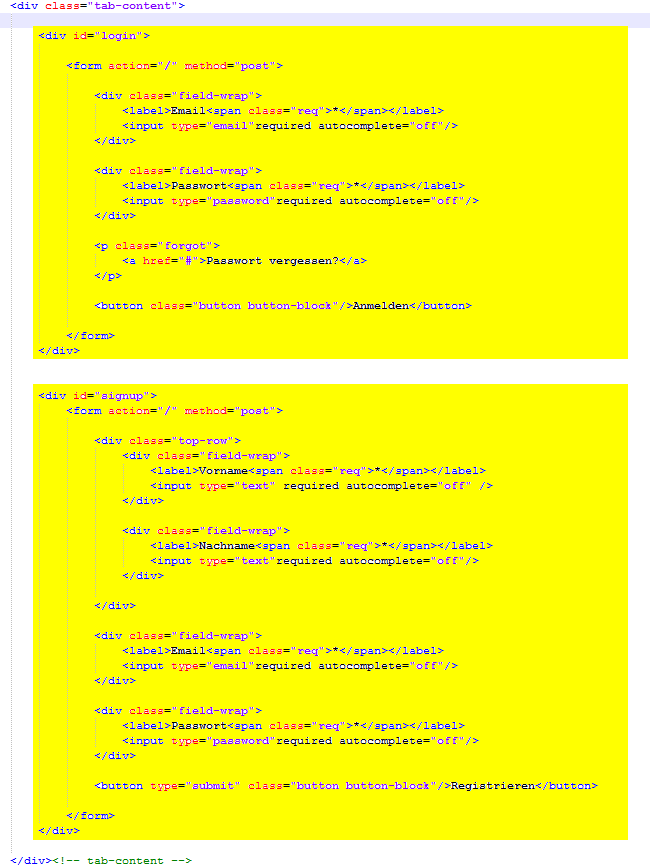 <div class="tab-content">
<div id="login">
<form action="/" method="post">
<div class="field-wrap">
<label>Email<span class="req">*</span></label>
<input type="email"required autocomplete="off"/>
</div>
<div class="field-wrap">
<label>Passwort<span class="req">*</span></label>
<input type="password"required autocomplete="off"/>
</div>
<p class="forgot">
<a href="#">Passwort vergessen?</a>
</p>
<button class="button button-block"/>Anmelden</button>
</form>
</div>
<div id="signup">
<form action="/" method="post">
<div class="top-row">
<div class="field-wrap">
<label>Vorname<span class="req">*</span></label>
<input type="text" required autocomplete="off" />
</div>
<div class="field-wrap">
<label>Nachname<span class="req">*</span></label>
<input type="text"required autocomplete="off"/>
</div>
</div>
<div class="field-wrap">
<label>Email<span class="req">*</span></label>
<input type="email"required autocomplete="off"/>
</div>
<div class="field-wrap">
<label>Passwort<span class="req">*</span></label>
<input type="password"required autocomplete="off"/>
</div>
<button type="submit" class="button button-block"/>Registrieren</button>
</form>
</div>
</div><!-- tab-content -->